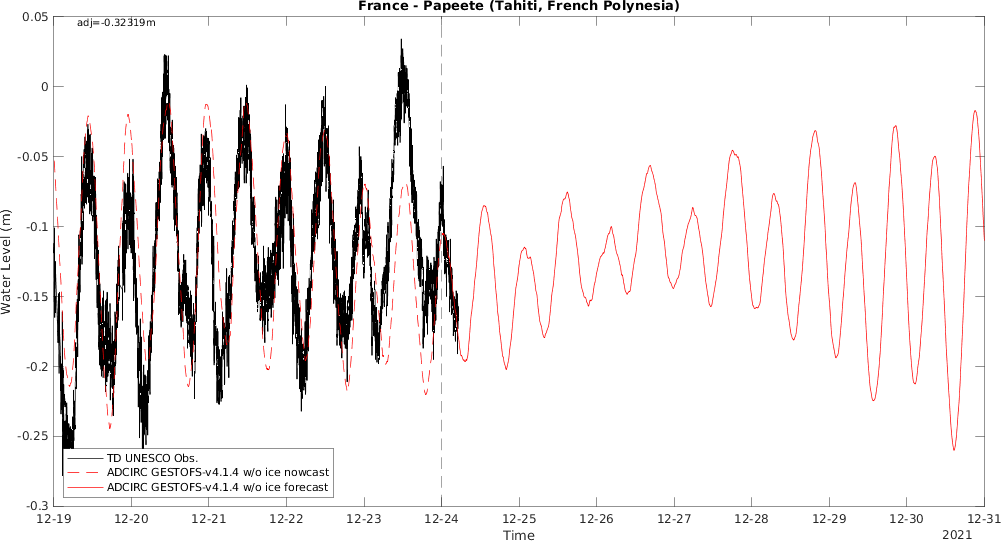 France - Papeete (Tahiti, French Polynesia)
adj=-0.32319m
0.05
0
-0.05
-0.1
-0.15
-0.2
-0.25
-0.3
Water Level (m)
TD UNESCO Obs.
ADCIRC GESTOFS-v4.1.4 w/o ice nowcast
ADCIRC GESTOFS-v4.1.4 w/o ice forecast
12-19 12-20 12-21 12-22 12-23 12-24 12-25 12-26 12-27 12-28 12-29 12-30 12-31
Time
2021